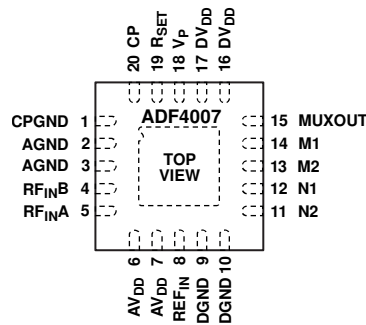 20 CP
19 RSET
18 VP
17 DVDD
16 DVDD
ADF4007
CPGND 1
AGND 2
AGND 3
RFINB 4
RFINA 5
TOP
VIEW
15 MUXOUT
14 M1
13 M2
12 N1
11 N2
AVDD 6
AVDD 7
REFIN 8
DGND 9
DGND 10